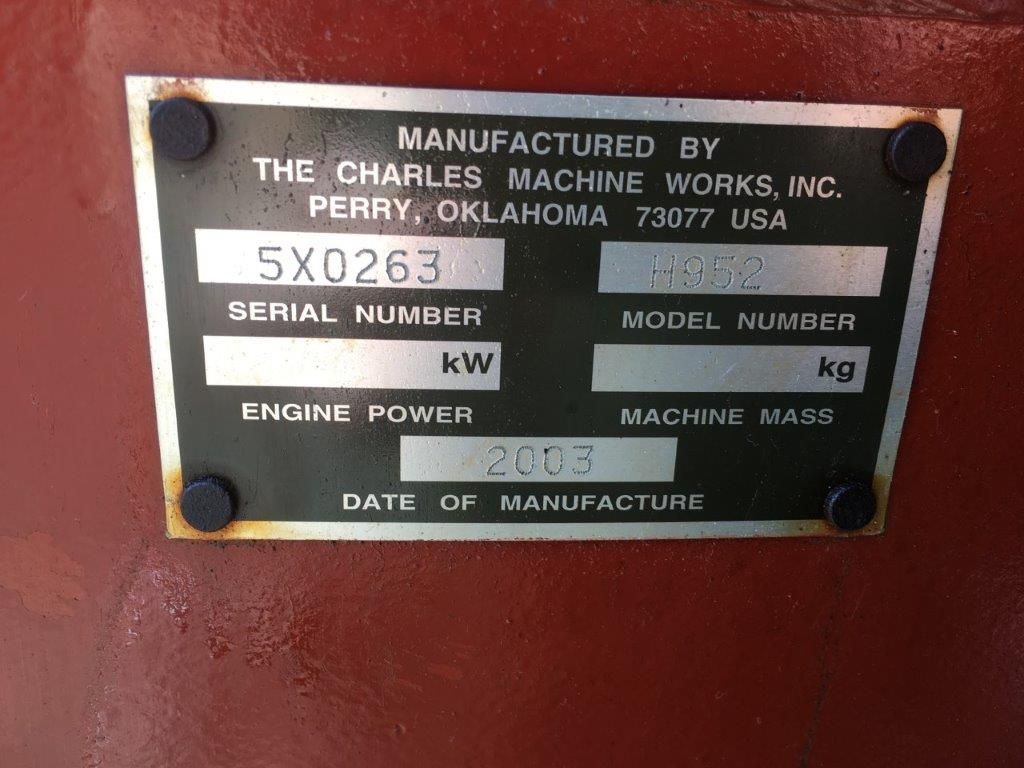 MANUFACTURED BY
THE CHARLES MACHINE WORKS, INC.
PERRY, OKLAHOMA 73077 USA
5X0263 H952
SERIAL NUMBER MODEL NUMBER
kW kg
ENGINE POWER MACHINE MASS
2003
DATE OF MANUFACTURE